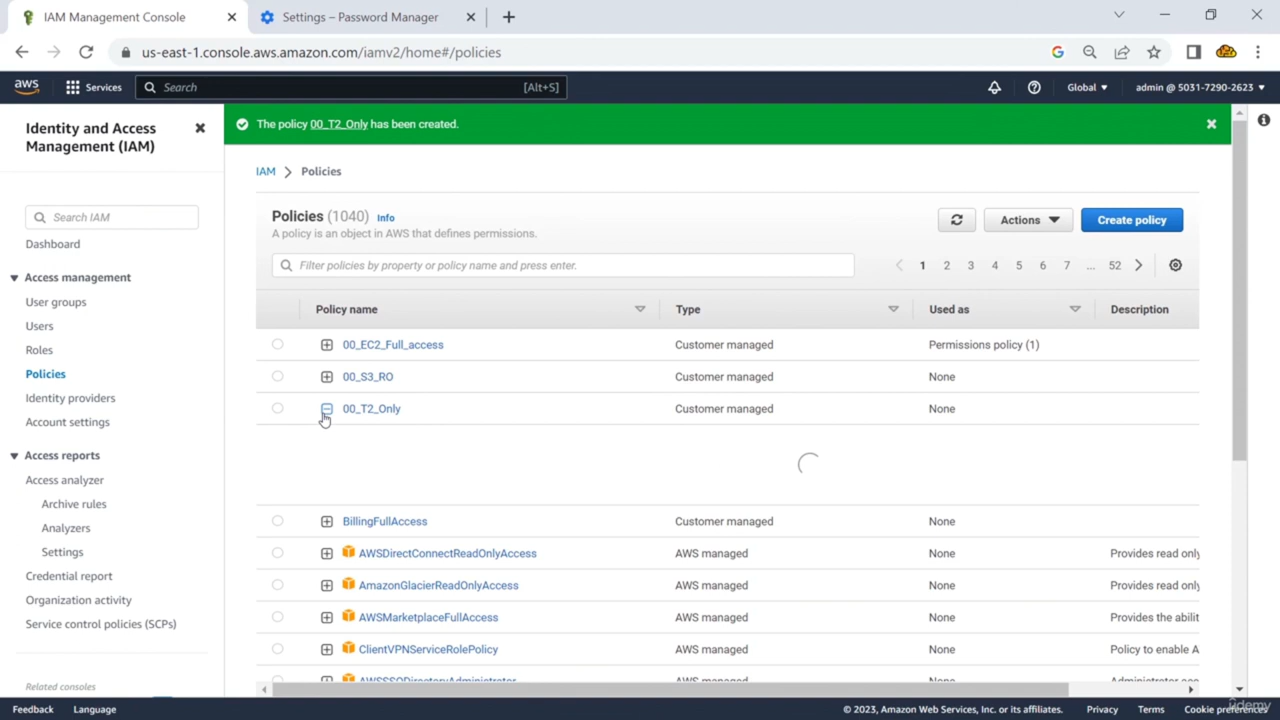 IAM Management Console
Settings – Password Manager
us-east-1.console.aws.amazon.com/iamv2/home#/policies
aws
Services
Search
[Alt+S]
Global
admin @ 5031-7290-2623
Identity and Access
Management (IAM)
Search IAM
Dashboard
Access management
User groups
Users
Roles
Policies
Identity providers
Account settings
Access reports
Access analyzer
Archive rules
Analyzers
Settings
Credential report
Organization activity
Service control policies (SCPs)
Related consoles
The policy 00_T2_Only has been created.
IAM > Policies
Policies (1040) Info
A policy is an object in AWS that defines permissions.
Actions
Create policy
Filter policies by property or policy name and press enter.
1 2 3 4 5 6 7 ... 52
Policy name Type Used as Description
00_EC2_Full_access Customer managed Permissions policy (1)
00_S3_RO Customer managed None
00_T2_Only Customer managed None
BillingFullAccess Customer managed None
AWSDirectConnectReadOnlyAccess AWS managed None Provides read only
AmazonGlacierReadOnlyAccess AWS managed None Provides read only
AWSMarketplaceFullAccess AWS managed None Provides the abilit
ClientVPNServiceRolePolicy AWS managed None Policy to enable A
AWSSSODirectoryAdministrator AWS managed None
Feedback Language © 2023, Amazon Web Services, Inc. or its affiliates. Privacy Terms Cookie preferences
ûdemy